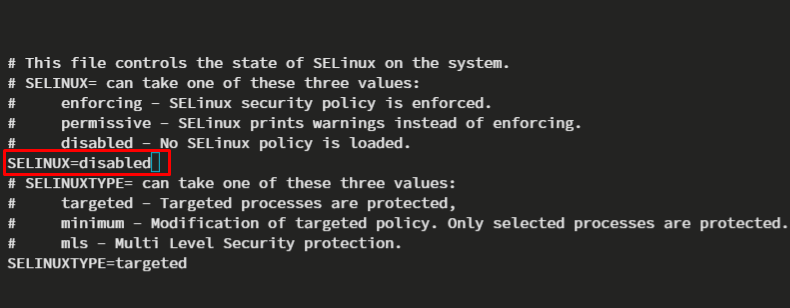 # This file controls the state of SELinux on the system.
# SELINUX= can take one of these three values:
#     enforcing - SELinux security policy is enforced.
#     permissive - SELinux prints warnings instead of enforcing.
#     disabled - No SELinux policy is loaded.
SELINUX=disabled
# SELINUXTYPE= can take one of these three values:
#     targeted - Targeted processes are protected,
#     minimum - Modification of targeted policy. Only selected processes are protected.
#     mls - Multi Level Security protection.
SELINUXTYPE=targeted